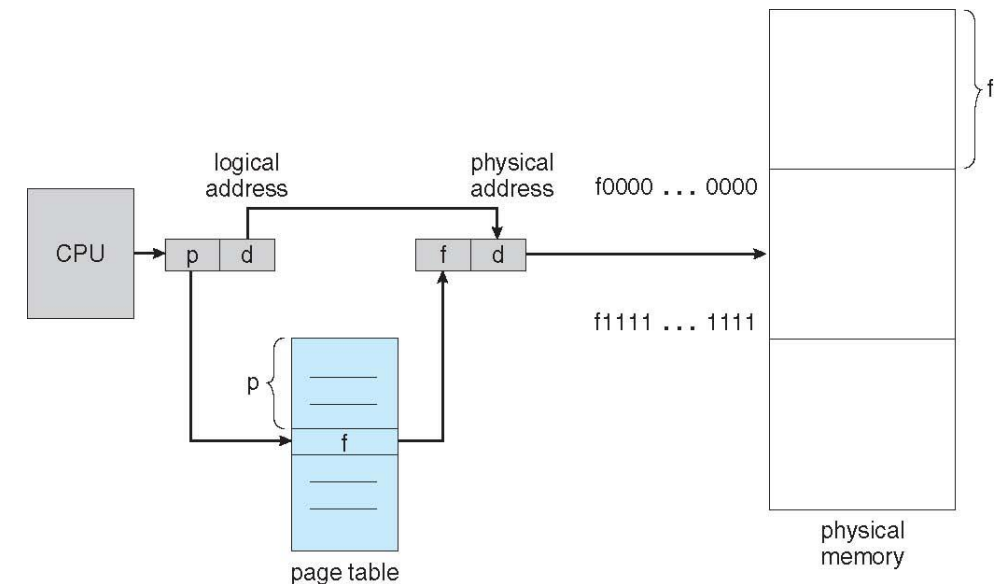 f
logical
address
physical
address
f0000 ... 0000
CPU
p
d
f
d
f1111 ... 1111
p
f
physical
memory
page table